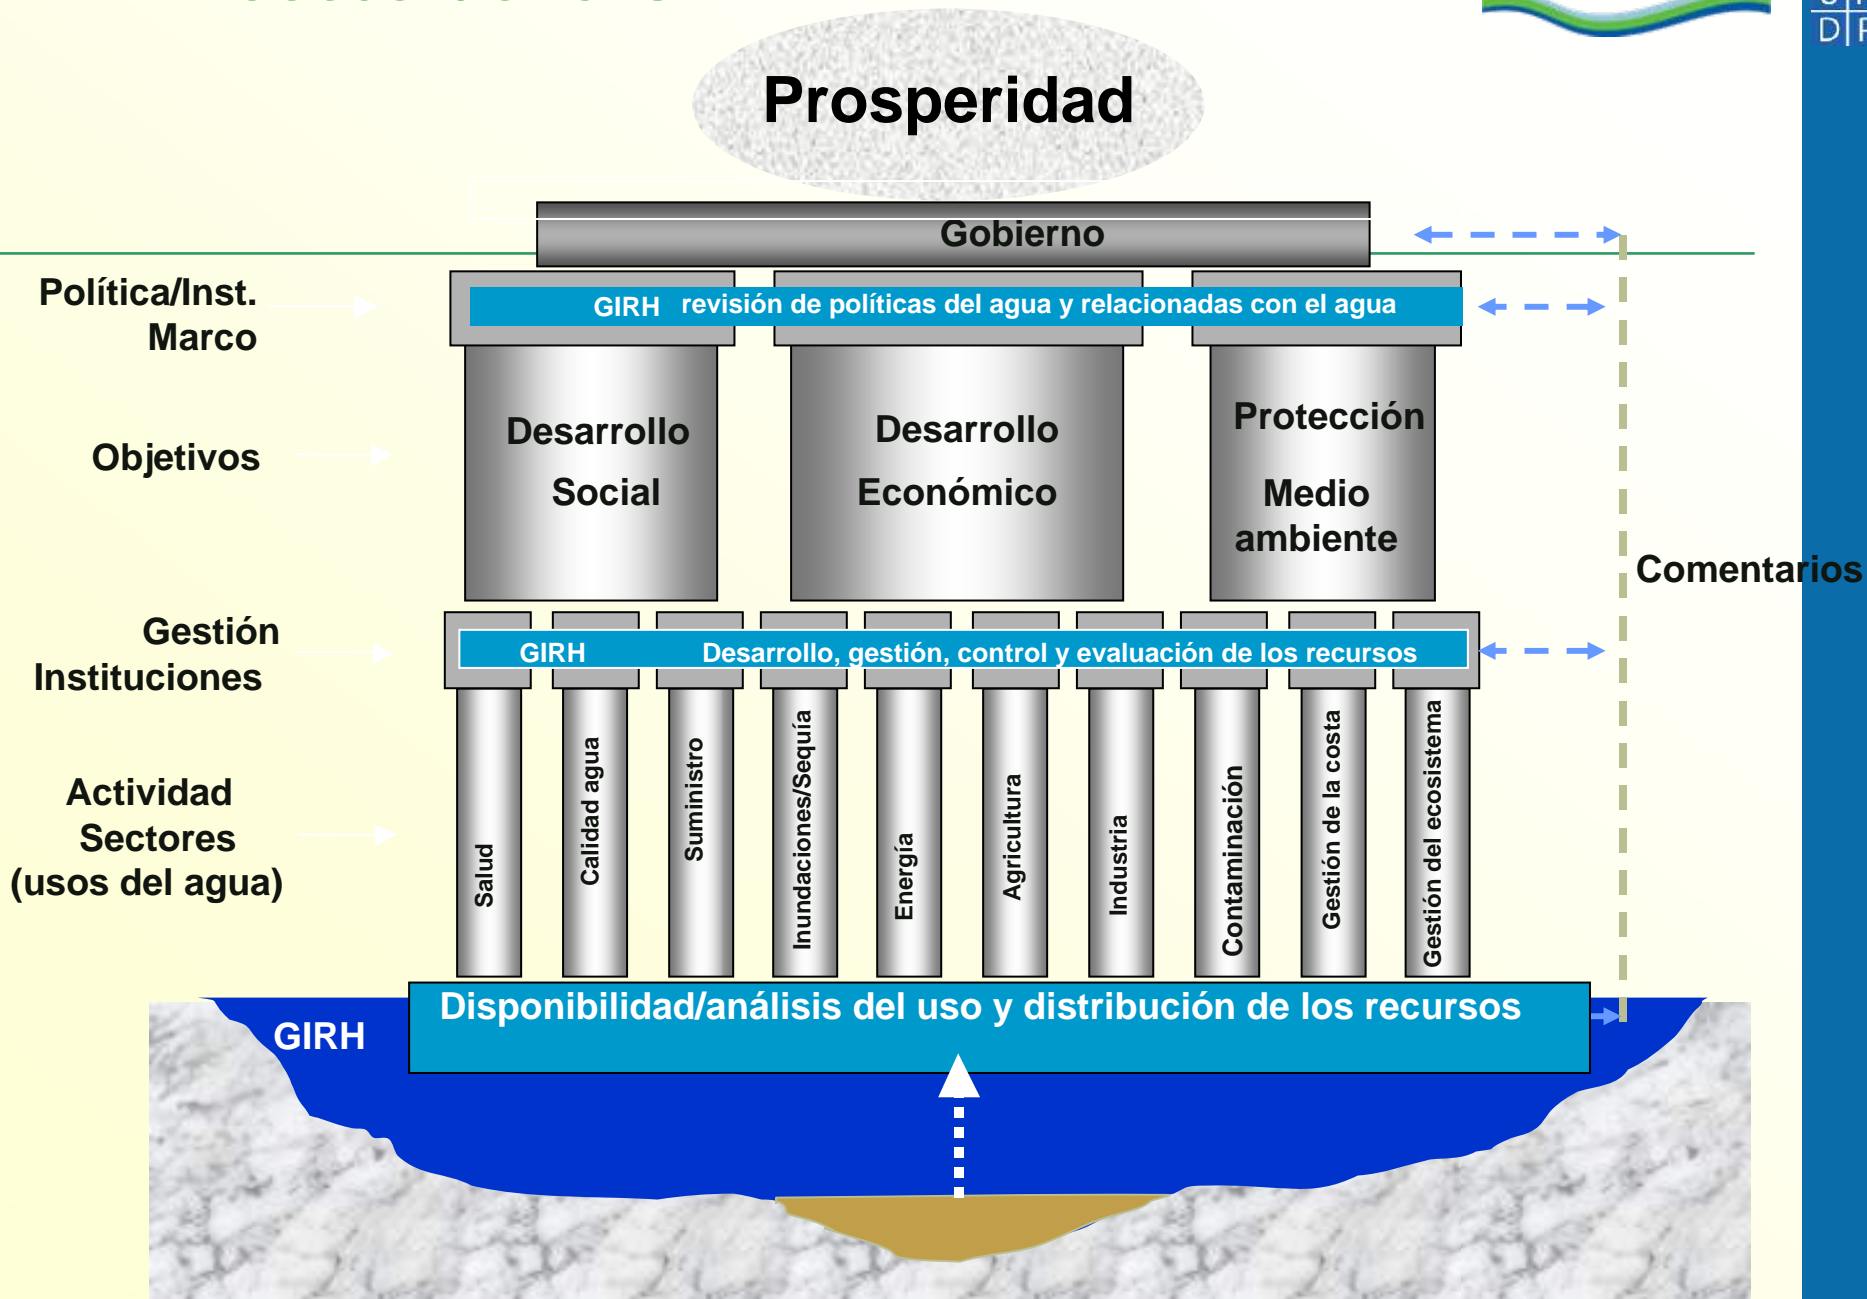 Prosperidad
Gobierno
Política/Inst.
Marco
GIRH revisión de políticas del agua y relacionadas con el agua
Objetivos
Desarrollo
Social
Desarrollo
Económico
Protección
Medio
ambiente
Comentarios
Gestión
Instituciones
GIRH Desarrollo, gestión, control y evaluación de los recursos
Actividad
Sectores
(usos del agua)
Salud
Calidad agua
Suministro
Inundaciones/Sequía
Energía
Agricultura
Industria
Contaminación
Gestión de la costa
Gestión del ecosistema
Disponibilidad/análisis del uso y distribución de los recursos
GIRH